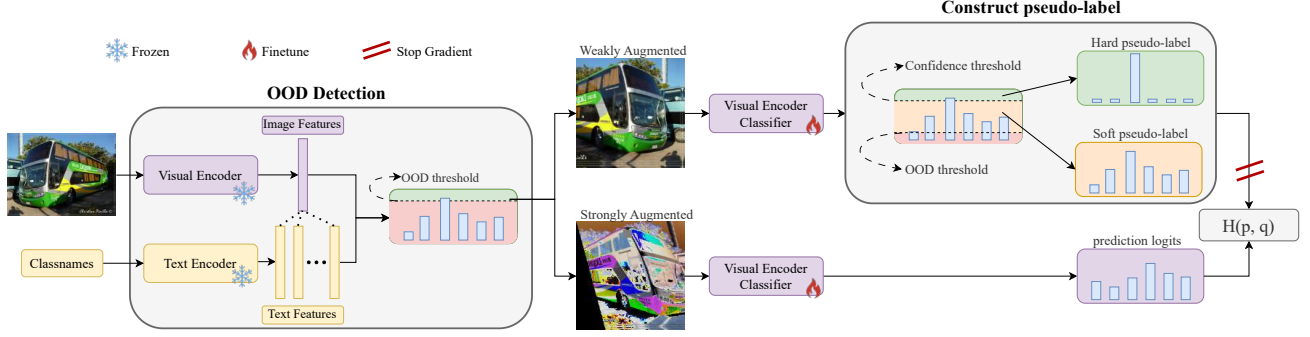 Construct pseudo-label
Frozen
Finetune
Stop Gradient
OOD Detection
Image Features
Visual Encoder
OOD threshold
Classnames
Text Encoder
Text Features
Weakly Augmented
Visual Encoder
Classifier
Confidence threshold
OOD threshold
Hard pseudo-label
Soft pseudo-label
Strongly Augmented
Visual Encoder
Classifier
prediction logits
H(p, q)